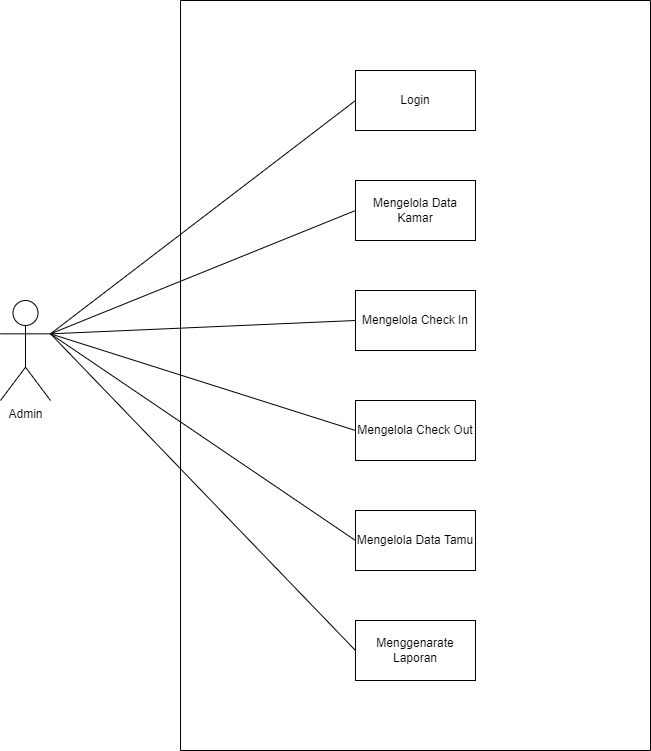 Login
Mengelola Data
Kamar
Mengelola Check In
Admin
Mengelola Check Out
Mengelola Data Tamu
Menggenarate
Laporan